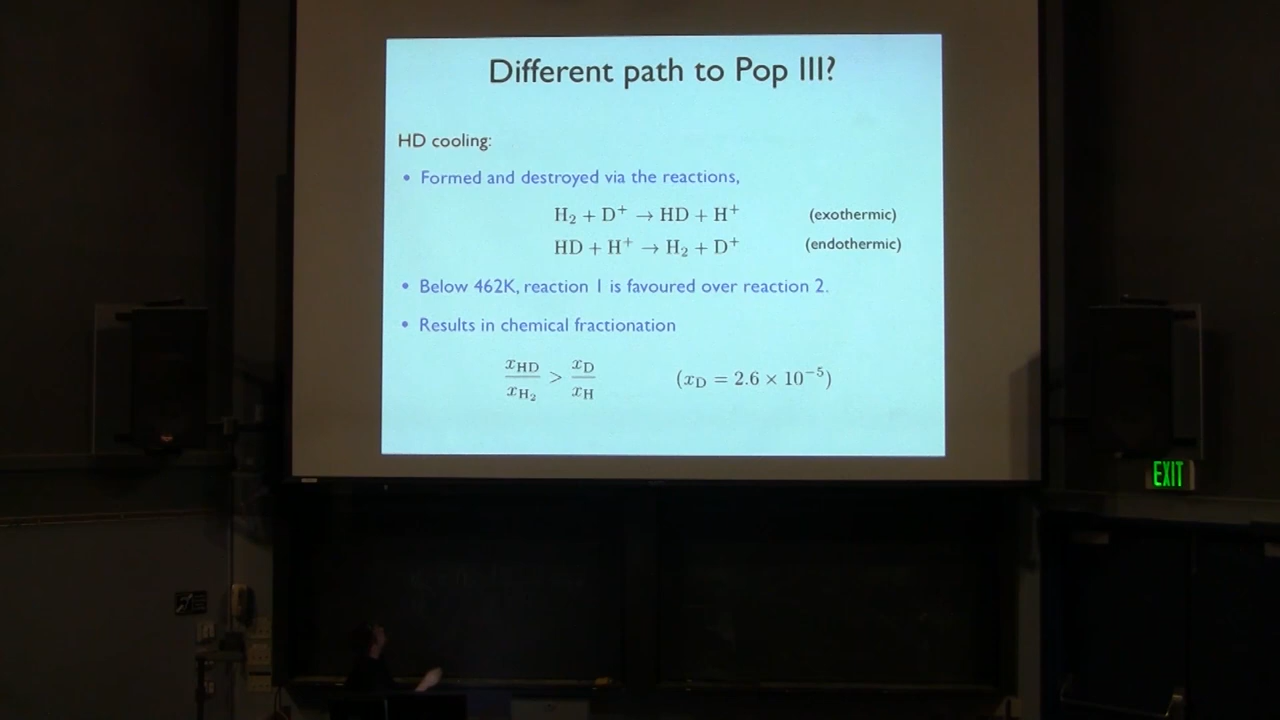 Different path to Pop III?
HD cooling:
• Formed and destroyed via the reactions,
H₂ + D⁺ → HD + H⁺ (exothermic)
HD + H⁺ → H₂ + D⁺ (endothermic)
• Below 462K, reaction 1 is favoured over reaction 2.
• Results in chemical fractionation
x_HD / x_H₂ > x_D / x_H (x_D = 2.6 × 10⁻⁵)
EXIT